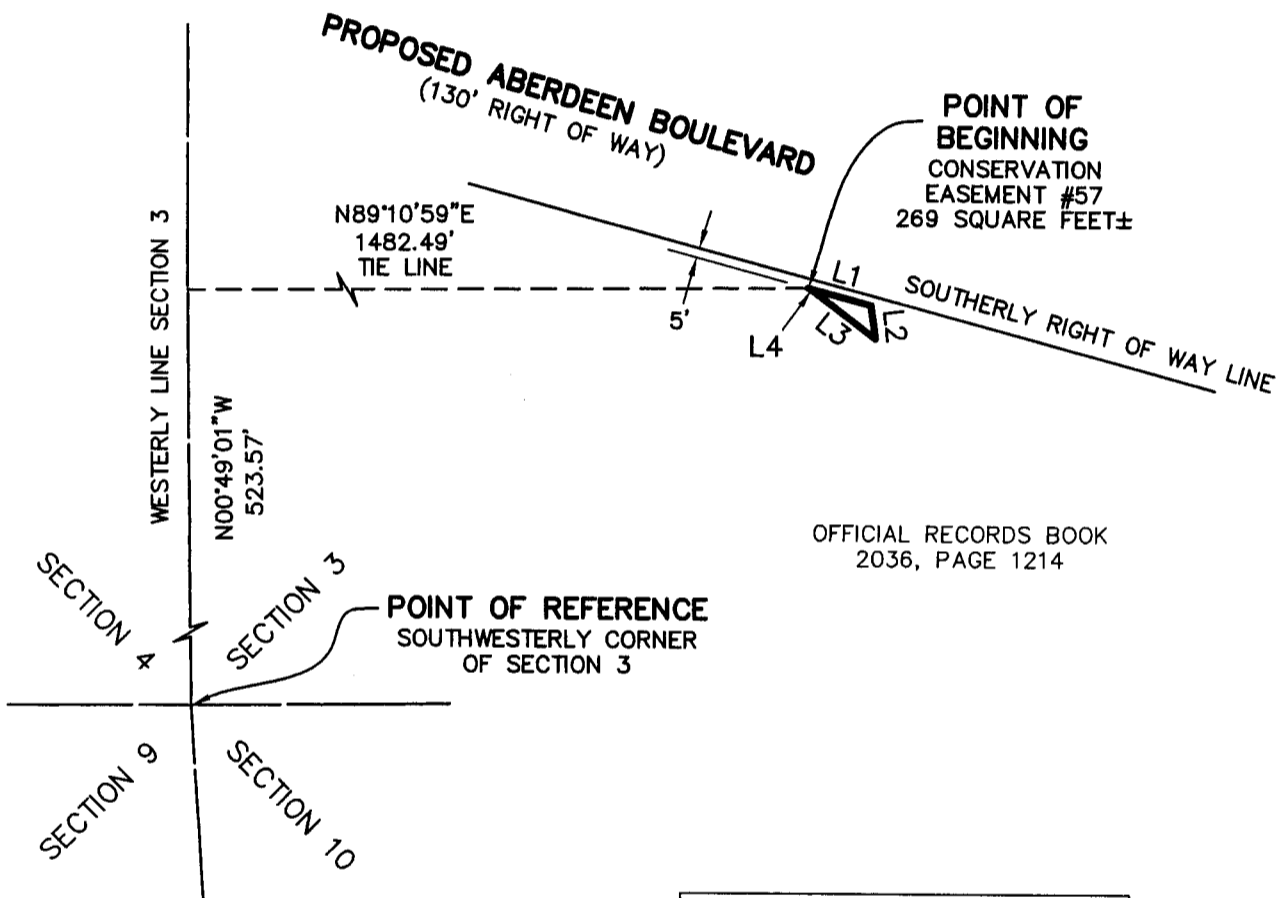 PROPOSED ABERDEEN BOULEVARD
(130' RIGHT OF WAY)
POINT OF
BEGINNING
CONSERVATION
EASEMENT #57
269 SQUARE FEET±
WESTERLY LINE SECTION 3
N89°10'59"E
1482.49'
TIE LINE
5'
L1
L2
L3
L4
SOUTHERLY RIGHT OF WAY LINE
N00°49'01"W
523.57'
OFFICIAL RECORDS BOOK
2036, PAGE 1214
SECTION 4
SECTION 3
POINT OF REFERENCE
SOUTHWESTERLY CORNER
OF SECTION 3
SECTION 9
SECTION 10